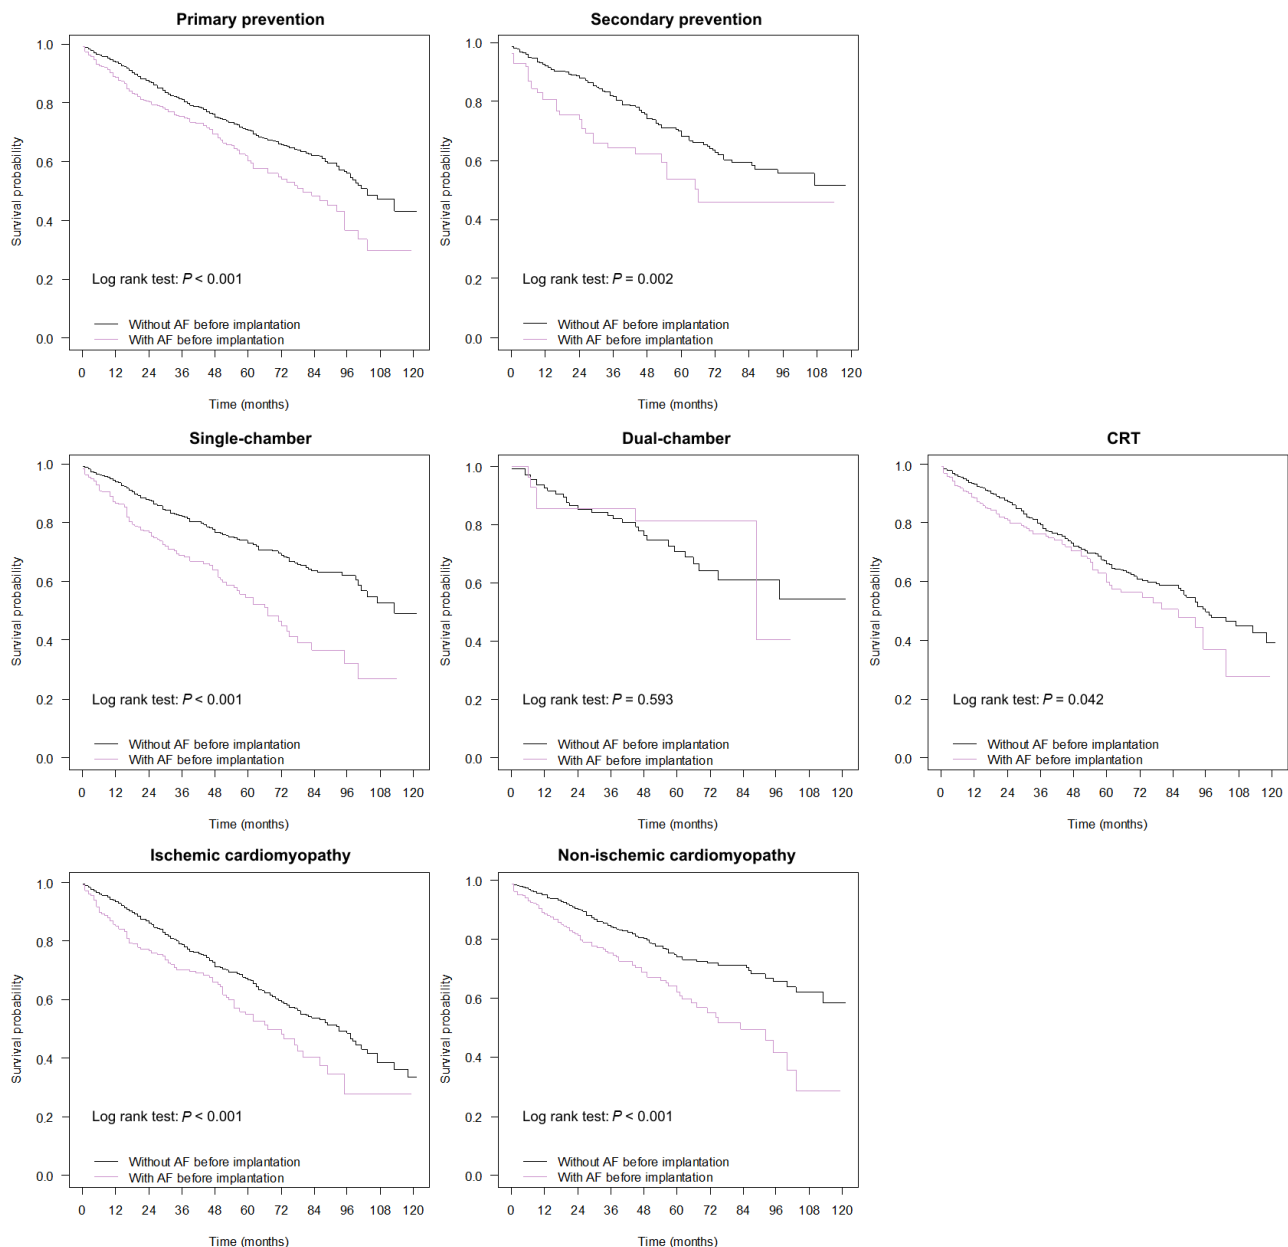 Primary prevention
Survival probability
1.0
0.8
0.6
0.4
0.2
0.0
Log rank test: P < 0.001
Without AF before implantation
With AF before implantation
0 12 24 36 48 60 72 84 96 108 120
Time (months)
Secondary prevention
Survival probability
1.0
0.8
0.6
0.4
0.2
0.0
Log rank test: P = 0.002
Without AF before implantation
With AF before implantation
0 12 24 36 48 60 72 84 96 108 120
Time (months)
Single-chamber
Survival probability
1.0
0.8
0.6
0.4
0.2
0.0
Log rank test: P < 0.001
Without AF before implantation
With AF before implantation
0 12 24 36 48 60 72 84 96 108 120
Time (months)
Dual-chamber
Survival probability
1.0
0.8
0.6
0.4
0.2
0.0
Log rank test: P = 0.593
Without AF before implantation
With AF before implantation
0 12 24 36 48 60 72 84 96 108 120
Time (months)
CRT
Survival probability
1.0
0.8
0.6
0.4
0.2
0.0
Log rank test: P = 0.042
Without AF before implantation
With AF before implantation
0 12 24 36 48 60 72 84 96 108 120
Time (months)
Ischemic cardiomyopathy
Survival probability
1.0
0.8
0.6
0.4
0.2
0.0
Log rank test: P < 0.001
Without AF before implantation
With AF before implantation
0 12 24 36 48 60 72 84 96 108 120
Time (months)
Non-ischemic cardiomyopathy
Survival probability
1.0
0.8
0.6
0.4
0.2
0.0
Log rank test: P < 0.001
Without AF before implantation
With AF before implantation
0 12 24 36 48 60 72 84 96 108 120
Time (months)